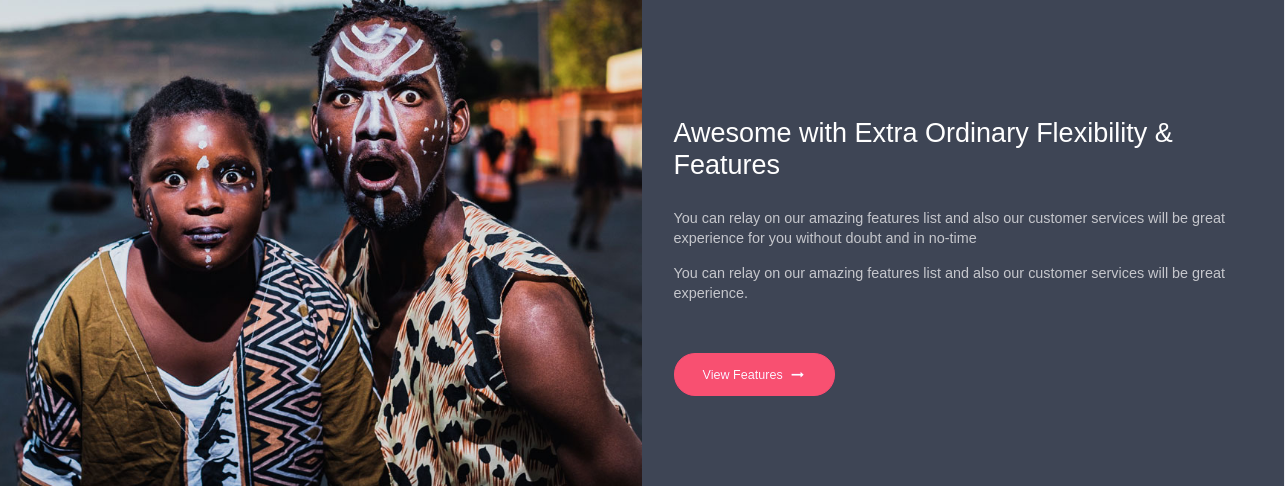 Awesome with Extra Ordinary Flexibility &
Features
You can relay on our amazing features list and also our customer services will be great
experience for you without doubt and in no-time
You can relay on our amazing features list and also our customer services will be great
experience.
View Features